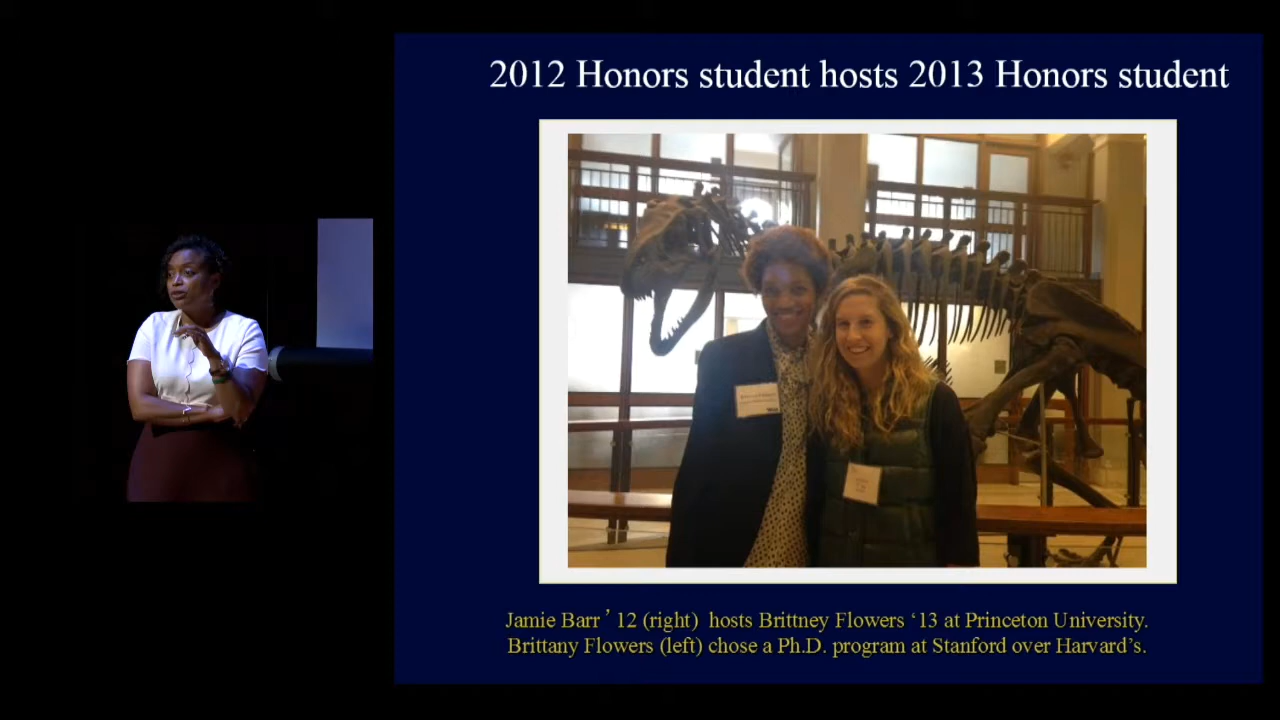 2012 Honors student hosts 2013 Honors student
Jamie Barr ’12 (right) hosts Brittney Flowers ‘13 at Princeton University.
Brittany Flowers (left) chose a Ph.D. program at Stanford over Harvard’s.